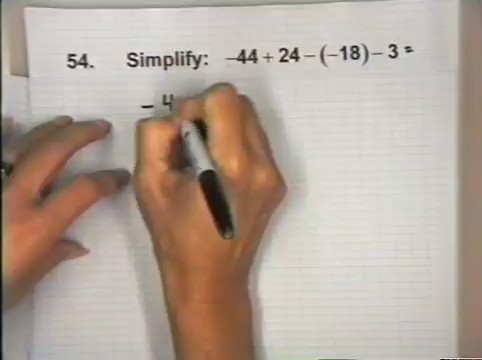 54. Simplify: –44 + 24 – (–18) – 3 =
– 4